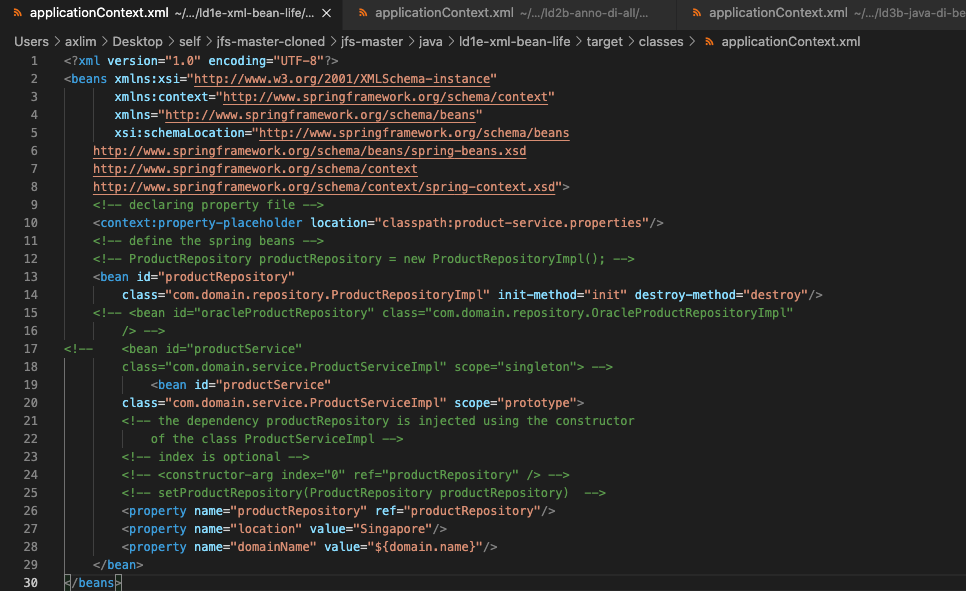 applicationContext.xml ~/.../ld1e-xml-bean-life/... × applicationContext.xml ~/.../ld2b-anno-di-all/... applicationContext.xml ~/.../ld3b-java-di-be
Users > axlim > Desktop > self > jfs-master-cloned > jfs-master > java > ld1e-xml-bean-life > target > classes > applicationContext.xml
1 <?xml version="1.0" encoding="UTF-8"?>
2 <beans xmlns:xsi="http://www.w3.org/2001/XMLSchema-instance"
3 xmlns:context="http://www.springframework.org/schema/context"
4 xmlns="http://www.springframework.org/schema/beans"
5 xsi:schemaLocation="http://www.springframework.org/schema/beans
6 http://www.springframework.org/schema/beans/spring-beans.xsd
7 http://www.springframework.org/schema/context
8 http://www.springframework.org/schema/context/spring-context.xsd">
9 <!-- declaring property file -->
10 <context:property-placeholder location="classpath:product-service.properties"/>
11 <!-- define the spring beans -->
12 <!-- ProductRepository productRepository = new ProductRepositoryImpl(); -->
13 <bean id="productRepository"
14 class="com.domain.repository.ProductRepositoryImpl" init-method="init" destroy-method="destroy"/>
15 <!-- <bean id="oracleProductRepository" class="com.domain.repository.OracleProductRepositoryImpl"
16 /> -->
17 <!-- <bean id="productService"
18 class="com.domain.service.ProductServiceImpl" scope="singleton"> -->
19 <bean id="productService"
20 class="com.domain.service.ProductServiceImpl" scope="prototype">
21 <!-- the dependency productRepository is injected using the constructor
22 of the class ProductServiceImpl -->
23 <!-- index is optional -->
24 <!-- <constructor-arg index="0" ref="productRepository" /> -->
25 <!-- setProductRepository(ProductRepository productRepository) -->
26 <property name="productRepository" ref="productRepository"/>
27 <property name="location" value="Singapore"/>
28 <property name="domainName" value="${domain.name}"/>
29 </bean>
30 </beans>